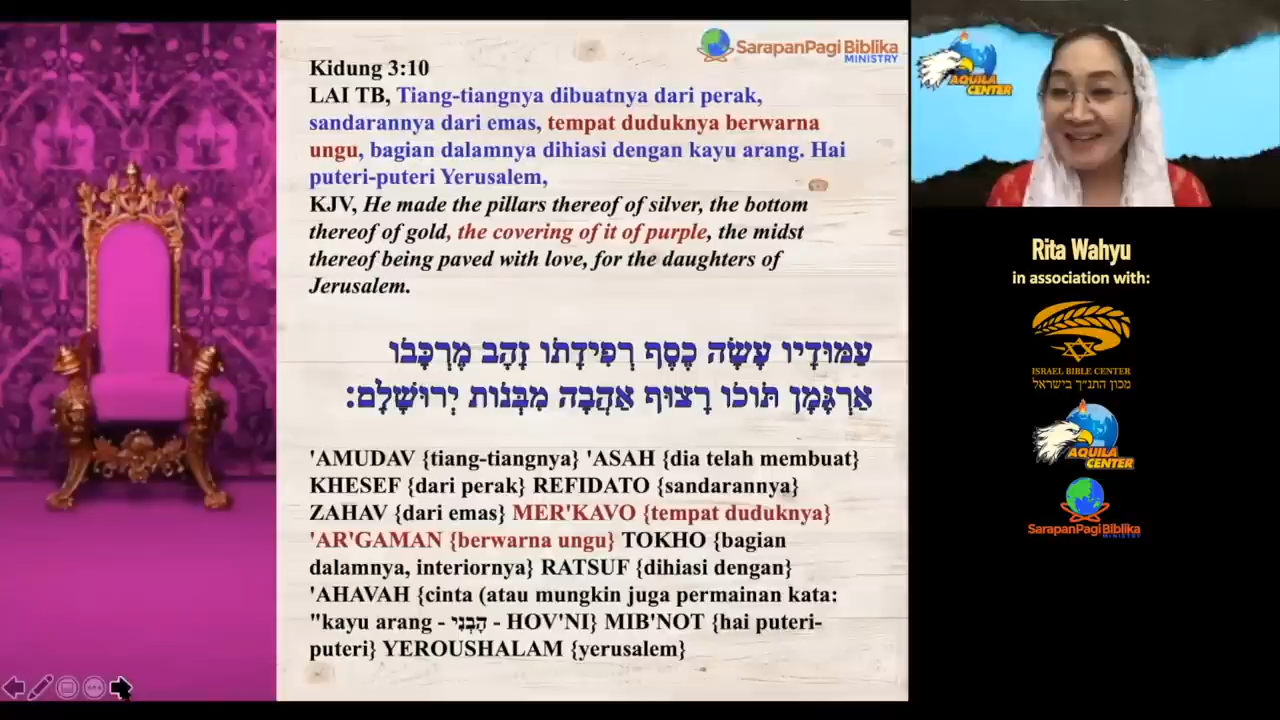 SarapanPagi Biblika
MINISTRY
Kidung 3:10
LAI TB, Tiang-tiangnya dibuatnya dari perak,
sandarannya dari emas, tempat duduknya berwarna
ungu, bagian dalamnya dihiasi dengan kayu arang. Hai
puteri-puteri Yerusalem,
KJV, He made the pillars thereof of silver, the bottom
thereof of gold, the covering of it of purple, the midst
thereof being paved with love, for the daughters of
Jerusalem.
עַמּוּדָיו עָשָׂה כֶסֶף רְפִידָתוֹ זָהָב מֶרְכָּבוֹ
אַרְגָּמָן תּוֹכוֹ רָצוּף אַהֲבָה מִבְּנוֹת יְרוּשָׁלִָם׃
'AMUDAV {tiang-tiangnya} 'ASAH {dia telah membuat}
KHESEF {dari perak} REFIDATO {sandarannya}
ZAHAV {dari emas} MER'KAVO {tempat duduknya}
'AR'GAMAN {berwarna ungu} TOKHO {bagian
dalamnya, interiornya} RATSUF {dihiasi dengan}
'AHAVAH {cinta (atau mungkin juga permainan kata:
"kayu arang - הָבְנִי - HOV'NI} MIB'NOT {hai puteri-
puteri} YEROUSHALAM {yerusalem}
AQUILA
CENTER
Rita Wahyu
in association with:
ISRAEL BIBLE CENTER
מכון התנ״ך בישראל
AQUILA
CENTER
SarapanPagi Biblika
MINISTRY